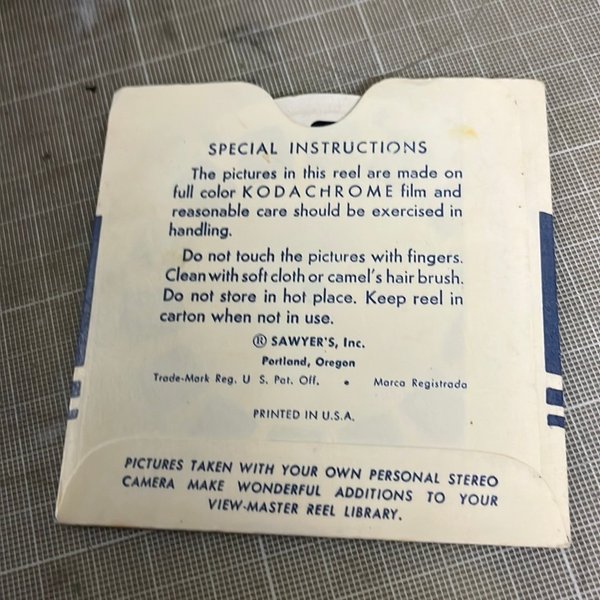 SPECIAL INSTRUCTIONS
The pictures in this reel are made on
full color KODACHROME film and
reasonable care should be exercised in
handling.
Do not touch the pictures with fingers.
Clean with soft cloth or camel's hair brush.
Do not store in hot place. Keep reel in
carton when not in use.
® SAWYER'S, Inc.
Portland, Oregon
Trade-Mark Reg. U S. Pat. Off. • Marca Registrada
PRINTED IN U.S.A.
PICTURES TAKEN WITH YOUR OWN PERSONAL STEREO
CAMERA MAKE WONDERFUL ADDITIONS TO YOUR
VIEW-MASTER REEL LIBRARY.